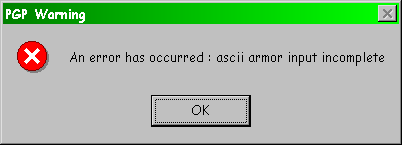 PGP Warning
An error has occurred : ascii armor input incomplete
OK